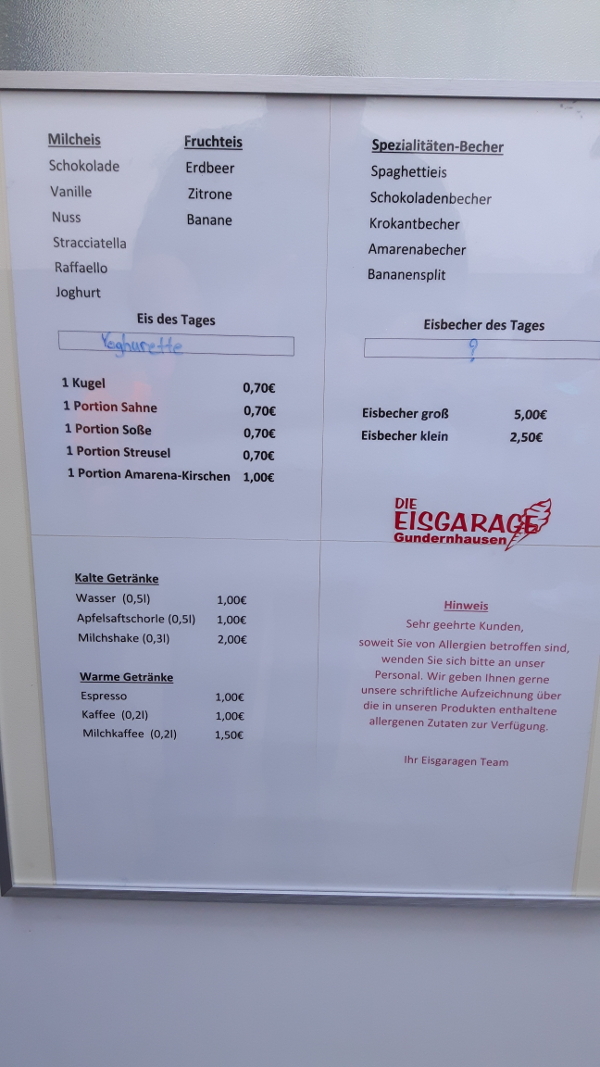 Milcheis
Schokolade
Vanille
Nuss
Stracciatella
Raffaello
Joghurt
Fruchteis
Erdbeer
Zitrone
Banane
Eis des Tages
Yoghurette
1 Kugel 0,70€
1 Portion Sahne 0,70€
1 Portion Soße 0,70€
1 Portion Streusel 0,70€
1 Portion Amarena-Kirschen 1,00€
Spezialitäten-Becher
Spaghettieis
Schokoladenbecher
Krokantbecher
Amarenabecher
Bananensplit
Eisbecher des Tages
?
Eisbecher groß 5,00€
Eisbecher klein 2,50€
DIE
EISGARAGE
Gundernhausen
Kalte Getränke
Wasser (0,5l) 1,00€
Apfelsaftschorle (0,5l) 1,00€
Milchshake (0,3l) 2,00€
Warme Getränke
Espresso 1,00€
Kaffee (0,2l) 1,00€
Milchkaffee (0,2l) 1,50€
Hinweis
Sehr geehrte Kunden,
soweit Sie von Allergien betroffen sind,
wenden Sie sich bitte an unser
Personal. Wir geben Ihnen gerne
unsere schriftliche Aufzeichnung über
die in unseren Produkten enthaltene
allergenen Zutaten zur Verfügung.
Ihr Eisgaragen Team